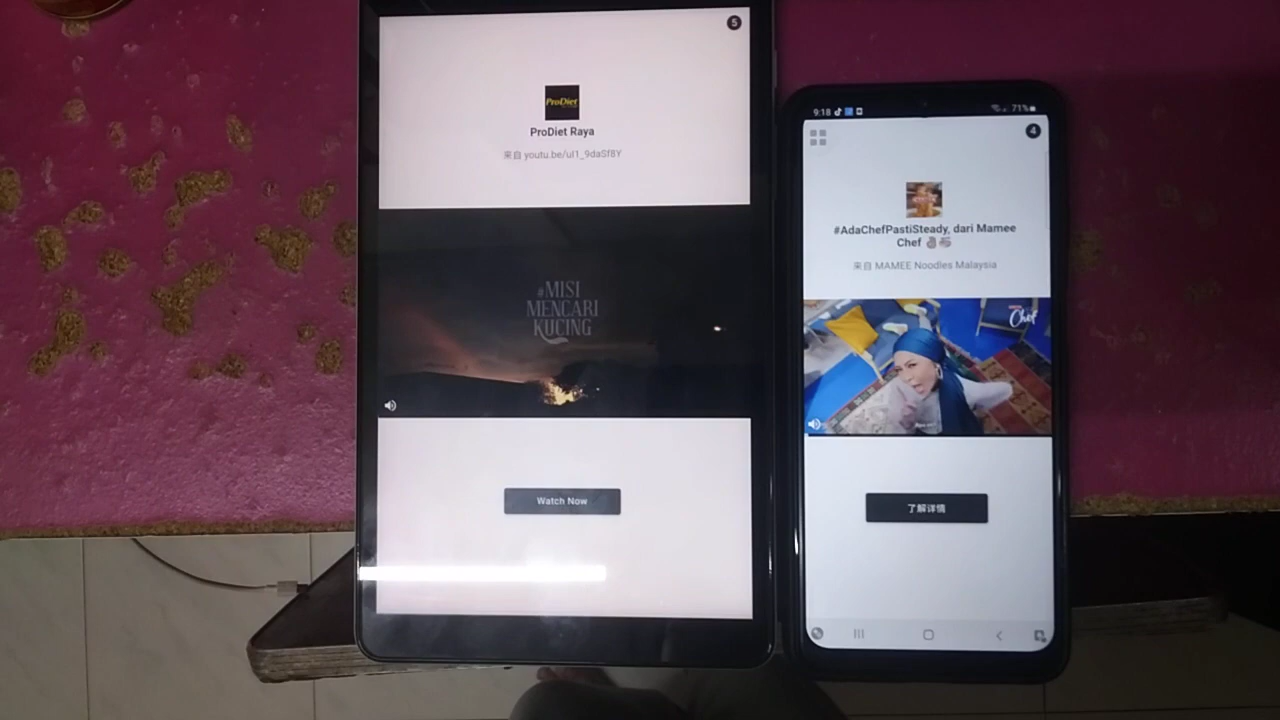 5
ProDiet
ProDiet Raya
来自 youtu.be/ul1_9daSf8Y
#MISI
MENCARI
KUCING
Watch Now
9:18
71%
4
#AdaChefPastiSteady, dari Mamee
Chef 👌🏼🍜
来自 MAMEE Noodles Malaysia
Chef
了解详情